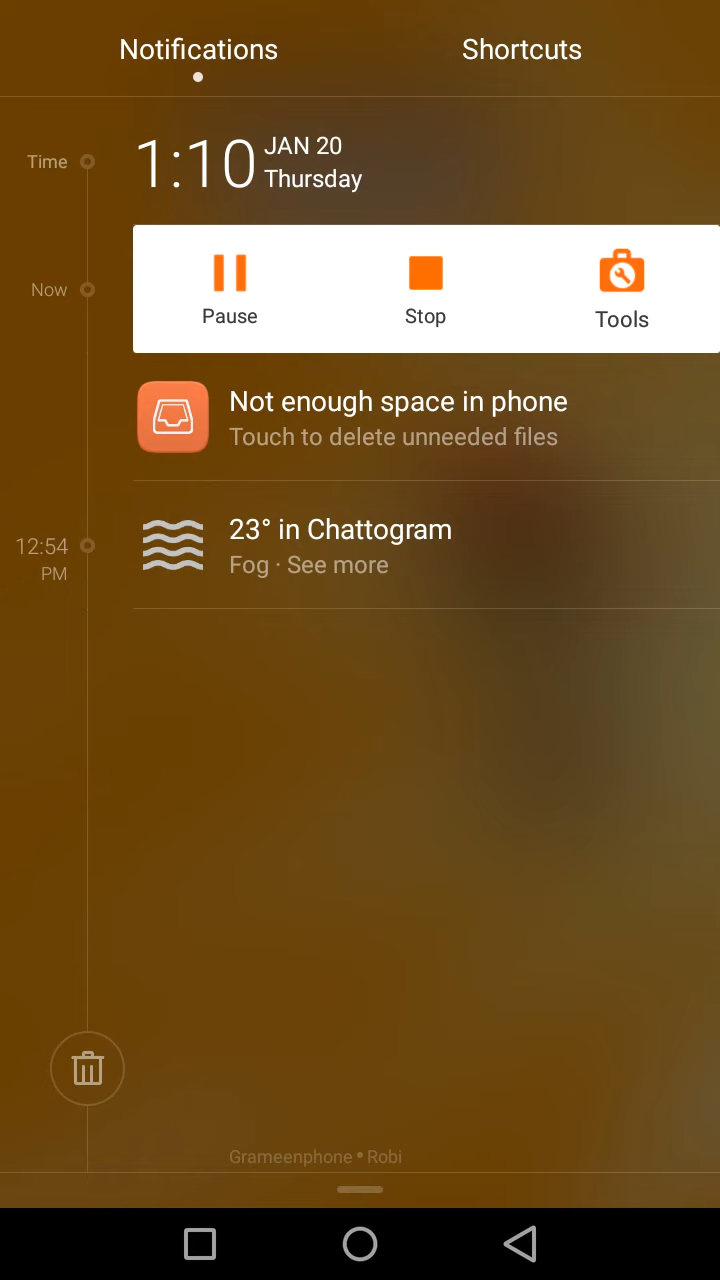 Notifications
Shortcuts
Time
1:10
JAN 20
Thursday
Now
Pause
Stop
Tools
Not enough space in phone
Touch to delete unneeded files
12:54
PM
23° in Chattogram
Fog · See more
Grameenphone • Robi